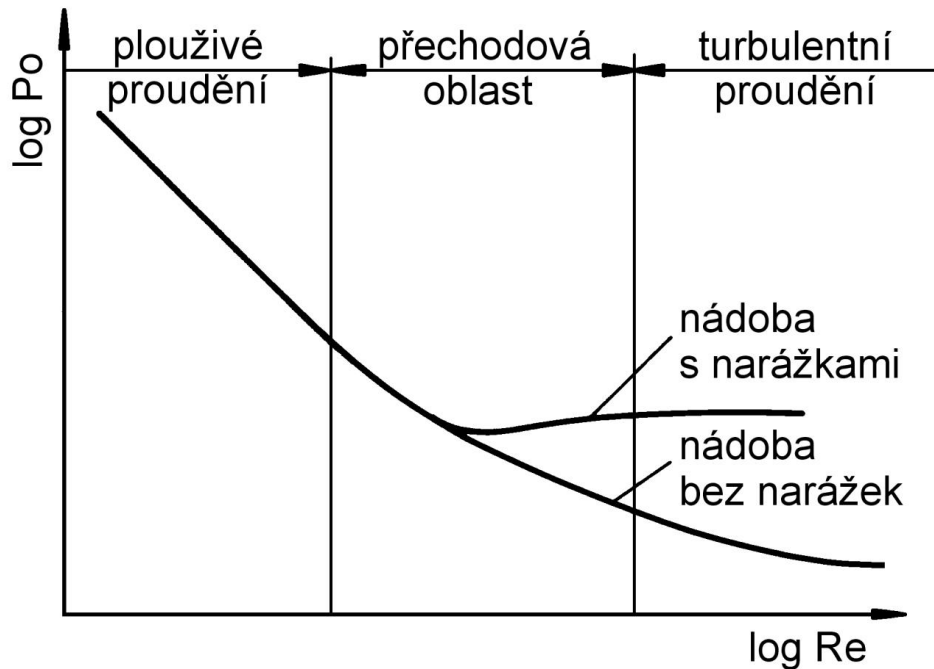 log Po
plouživé
proudění
přechodová
oblast
turbulentní
proudění
nádoba
s narážkami
nádoba
bez narážek
log Re